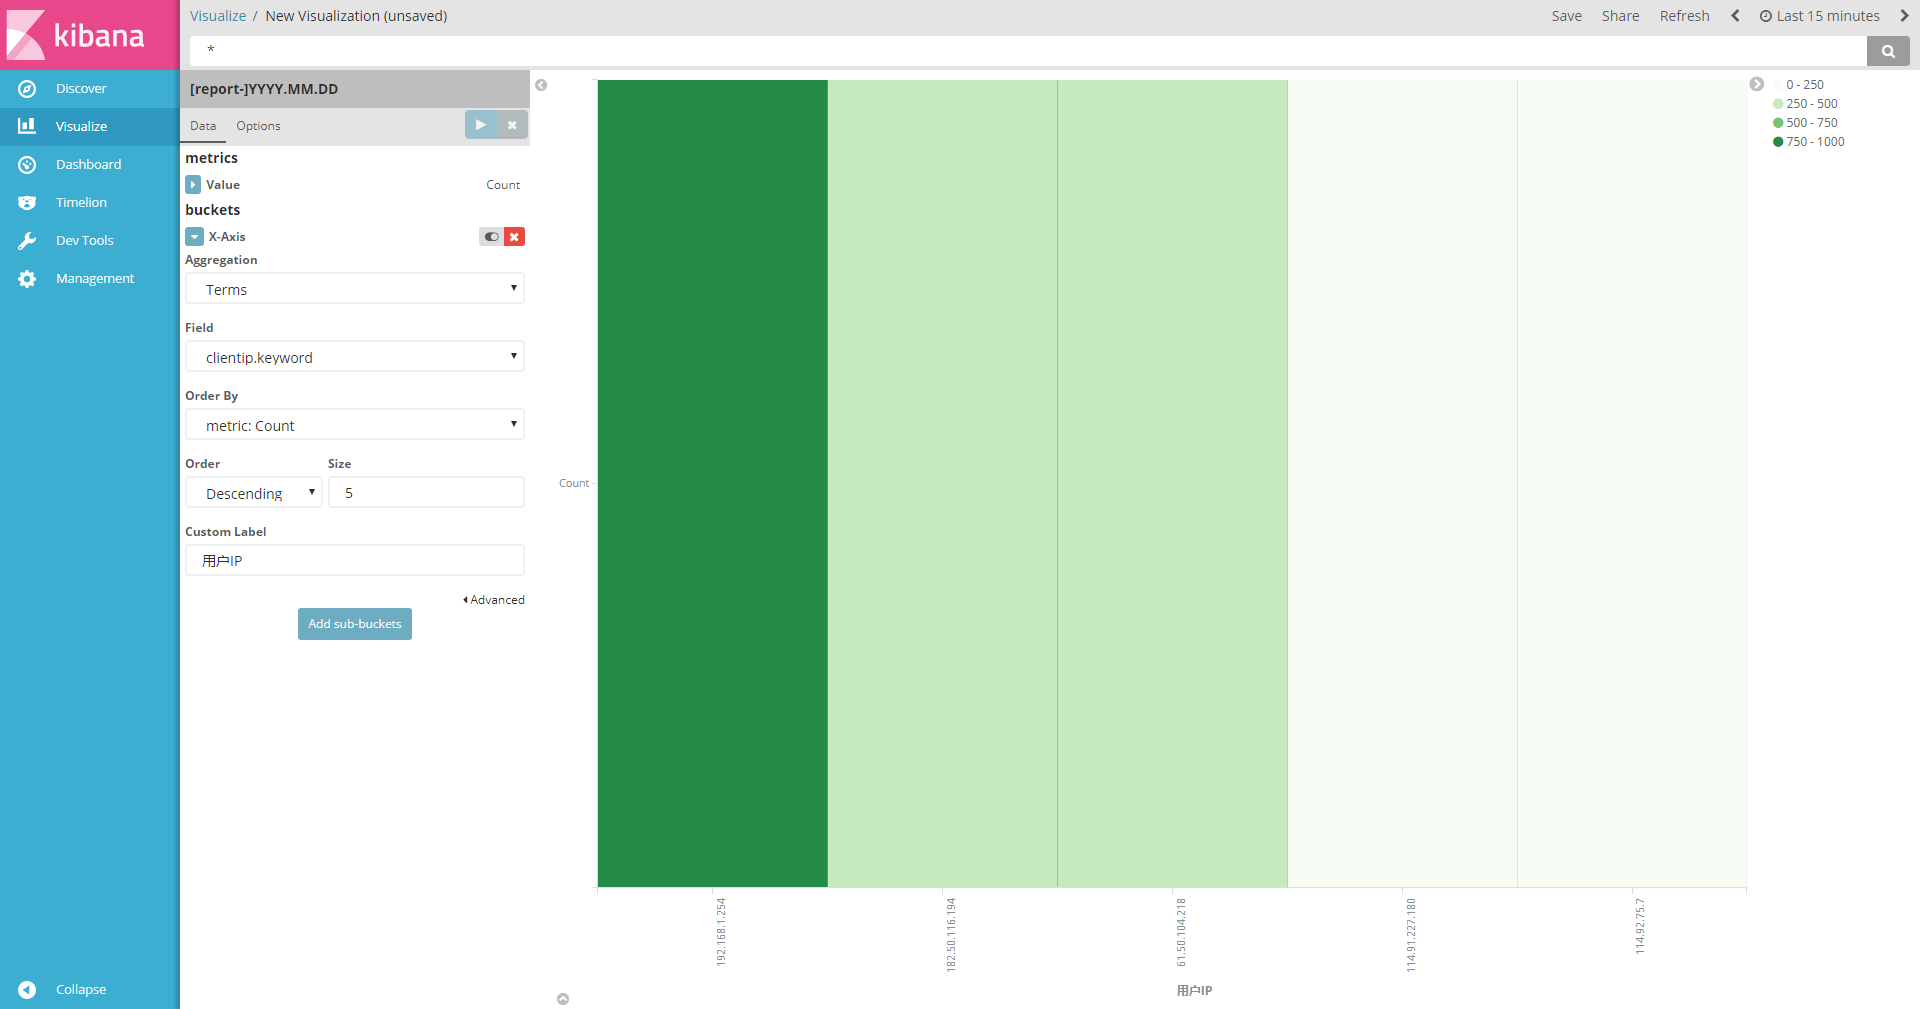 kibana
Discover
Visualize
Dashboard
Timelion
Dev Tools
Management
Collapse
Visualize / New Visualization (unsaved)
Save Share Refresh Last 15 minutes
*
[report-]YYYY.MM.DD
Data Options
metrics
Value Count
buckets
X-Axis
Aggregation
Terms
Field
clientip.keyword
Order By
metric: Count
Order Size
Descending 5
Custom Label
用户IP
Advanced
Add sub-buckets
Count
192.168.1.254
182.50.116.194
61.50.104.218
114.91.227.180
114.92.75.7
用户IP
0 - 250
250 - 500
500 - 750
750 - 1000